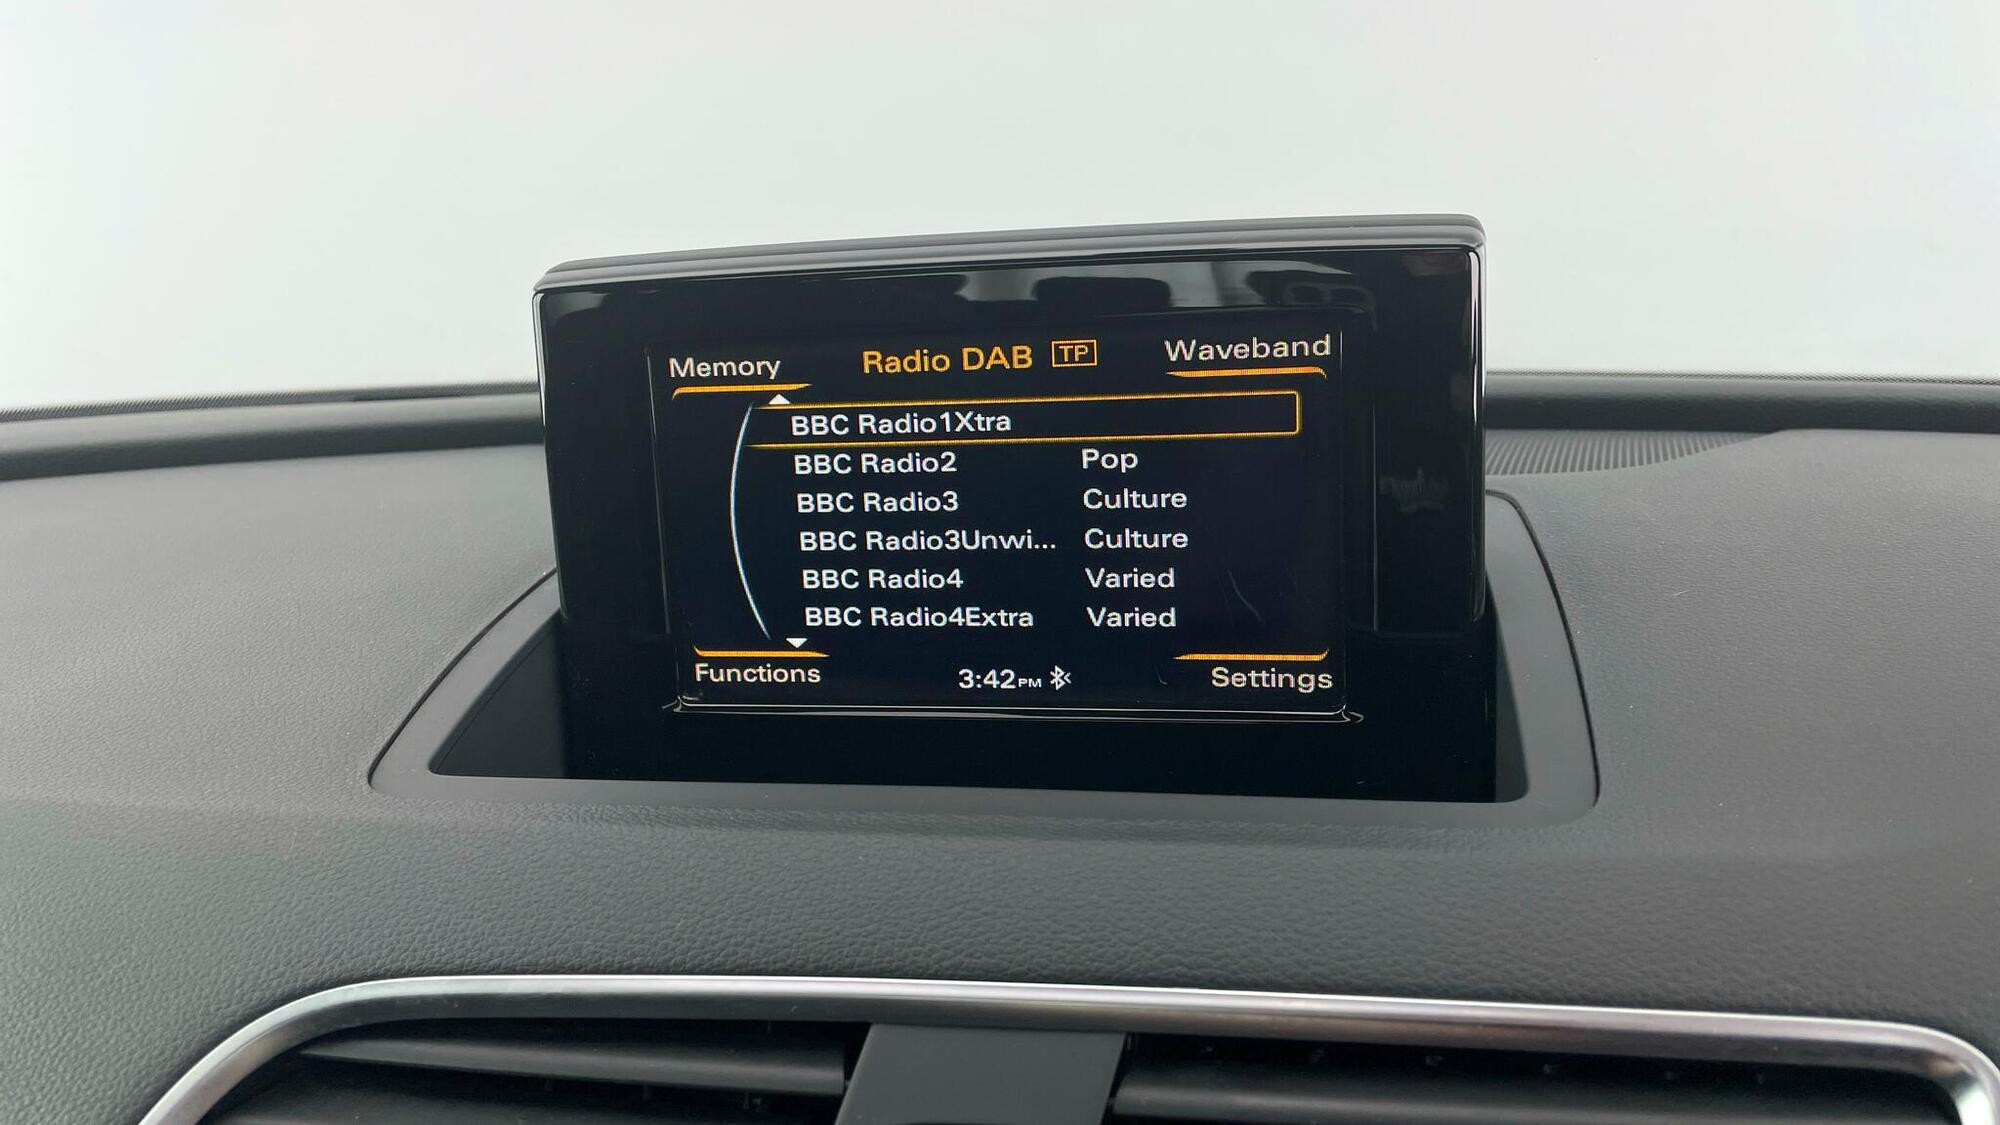 Memory Radio DAB TP Waveband
BBC Radio1Xtra
BBC Radio2 Pop
BBC Radio3 Culture
BBC Radio3Unwi... Culture
BBC Radio4 Varied
BBC Radio4Extra Varied
Functions 3:42PM Settings